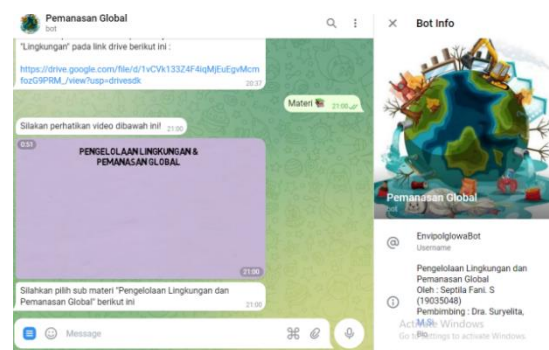 Pemanasan Global
bot
"Lingkungan" pada link drive berikut ini :
https://drive.google.com/file/d/1vCVk133Z4F4iqMjEuEgvMcm
fozG9PRM_/view?usp=drivesdk
20:37
Materi
21:00
Silakan perhatikan video dibawah ini!
21:00
0:51
PENGELOLAAN LINGKUNGAN &
PEMANASAN GLOBAL
21:00
Silahkan pilih sub materi "Pengelolaan Lingkungan dan
Pemanasan Global" berikut ini
21:00
Message
Bot Info
Pemanasan Global
bot
EnvipolglowaBot
Username
Pengelolaan Lingkungan dan
Pemanasan Global
Oleh : Septila Fani. S
(19035048)
Pembimbing : Dra. Suryelita,
M.Si
Bio
Activate Windows
Go to Settings to activate Windows.